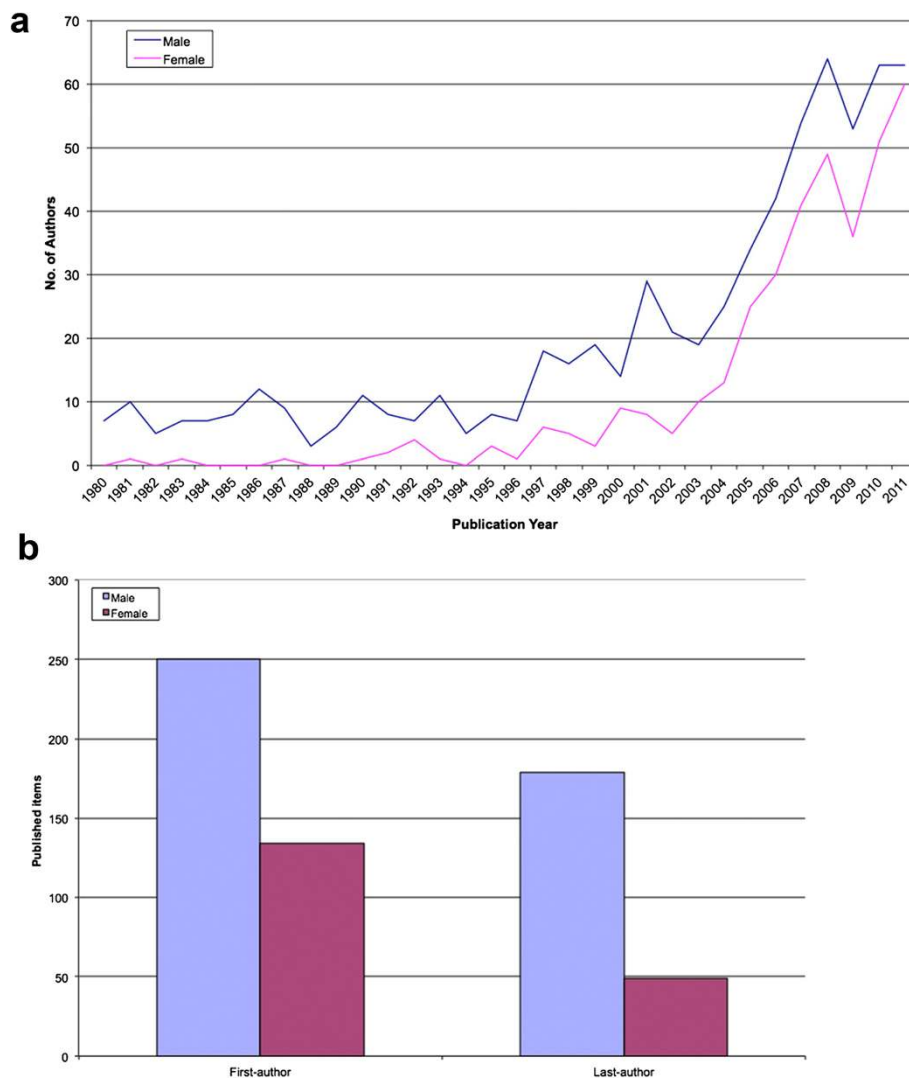 a
70
Male
Female
60
50
40
30
20
10
0
No. of Authors
1980 1981 1982 1983 1984 1985 1986 1987 1988 1989 1990 1991 1992 1993 1994 1995 1996 1997 1998 1999 2000 2001 2002 2003 2004 2005 2006 2007 2008 2009 2010 2011
Publication Year
b
300
Male
Female
250
200
150
100
50
0
Published items
First-author Last-author